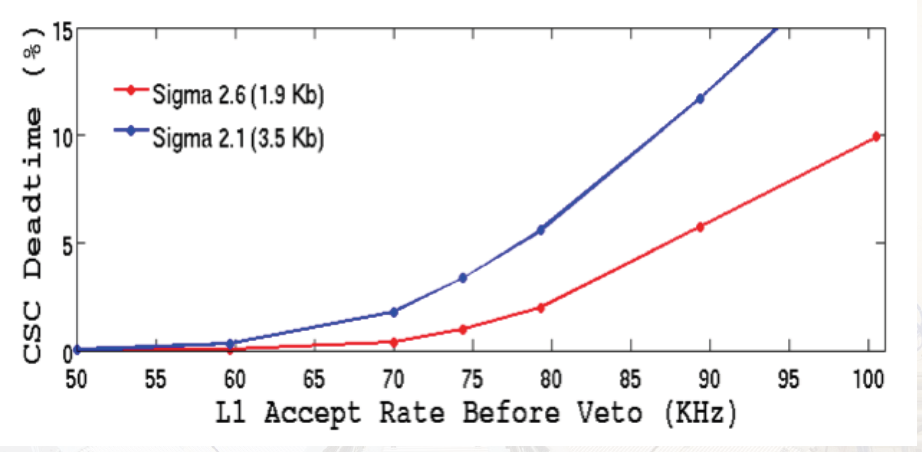 CSC Deadtime (%)
15
10
5
0
Sigma 2.6 (1.9 Kb)
Sigma 2.1 (3.5 Kb)
50 55 60 65 70 75 80 85 90 95 100
L1 Accept Rate Before Veto (KHz)